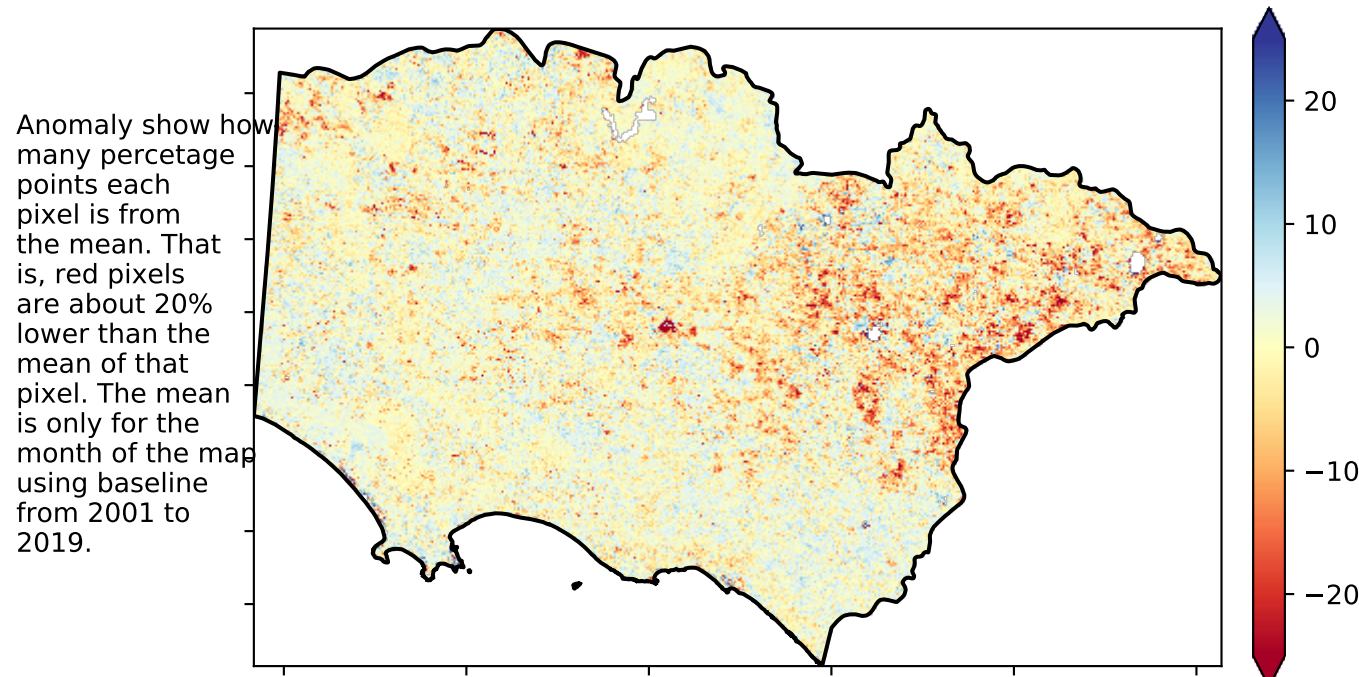 Anomaly show how
many percetage
points each
pixel is from
the mean. That
is, red pixels
are about 20%
lower than the
mean of that
pixel. The mean
is only for the
month of the map
using baseline
from 2001 to
2019.
20
10
0
−10
−20